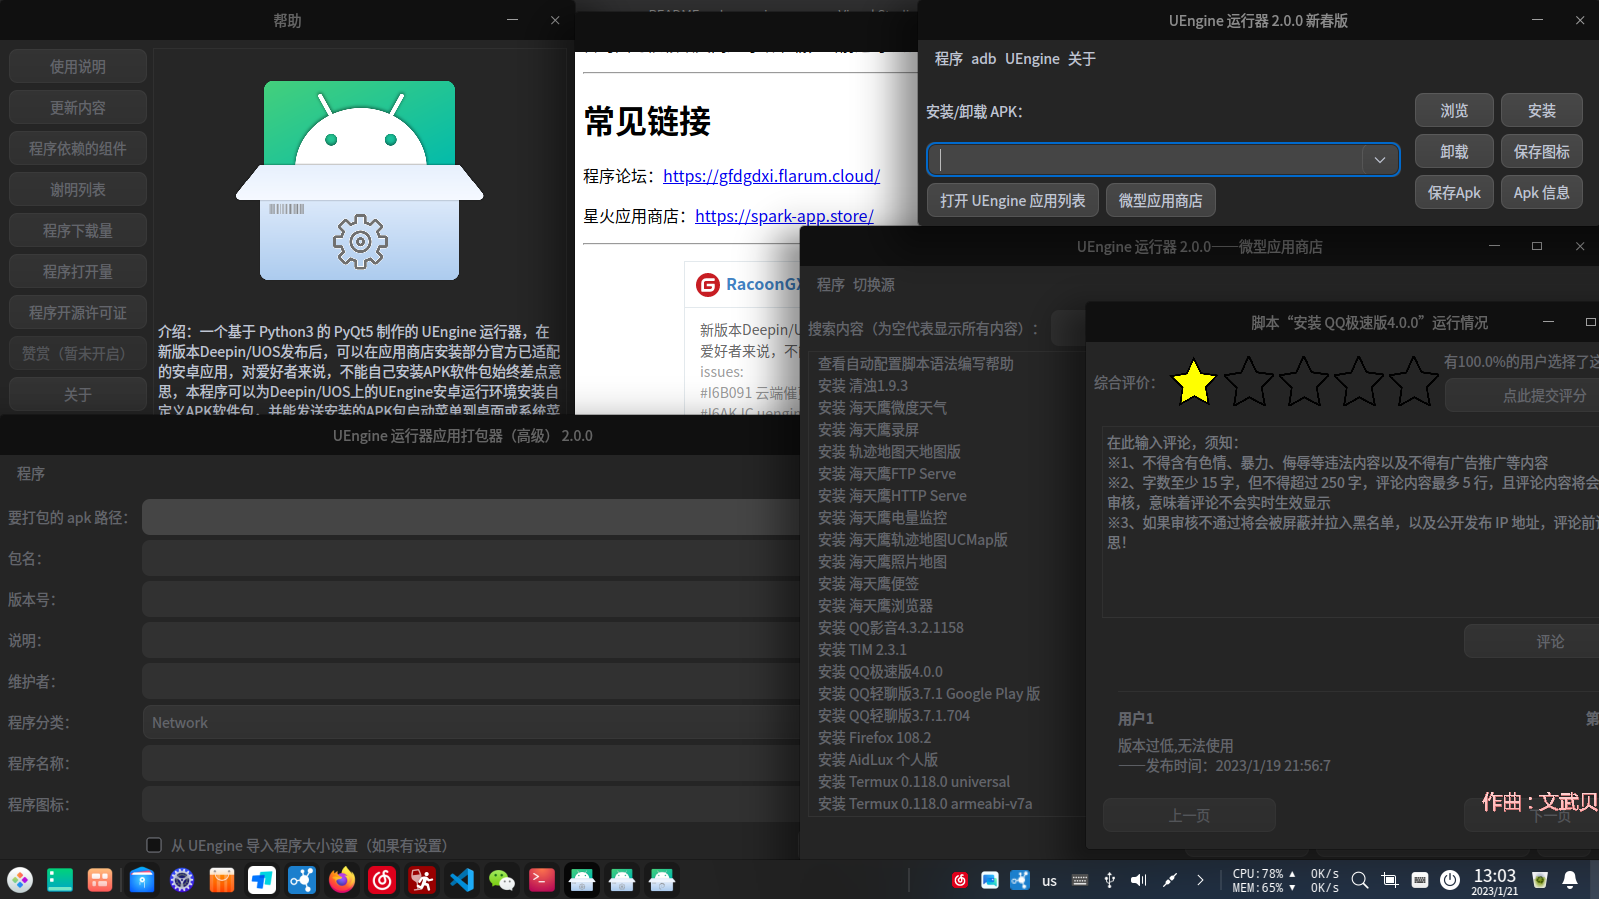 帮助
使用说明
更新内容
程序依赖的组件
谢明列表
程序下载量
程序打开量
程序开源许可证
赞赏（暂未开启）
关于
介绍：一个基于 Python3 的 PyQt5 制作的 UEngine 运行器，在
新版本Deepin/UOS发布后，可以在应用商店安装部分官方已适配
的安卓应用，对爱好者来说，不能自己安装APK软件包始终差点意
思，本程序可以为Deepin/UOS上的UEngine安卓运行环境安装自
定义APK软件包，并能发送安装的APK包启动菜单到桌面或系统菜
常见链接
程序论坛：https://gfdgdxi.flarum.cloud/
星火应用商店：https://spark-app.store/
RacoonGX
新版本Deepin/U
爱好者来说，不
issues:
#I6B091 云端催
UEngine 运行器 2.0.0 新春版
程序 adb UEngine 关于
安装/卸载 APK：
浏览
安装
卸载
保存图标
保存Apk
Apk 信息
打开 UEngine 应用列表
微型应用商店
UEngine 运行器 2.0.0——微型应用商店
程序 切换源
搜索内容（为空代表显示所有内容）：
查看自动配置脚本语法编写帮助
安装 清浊1.9.3
安装 海天鹰微度天气
安装 海天鹰录屏
安装 轨迹地图天地图版
安装 海天鹰FTP Serve
安装 海天鹰HTTP Serve
安装 海天鹰电量监控
安装 海天鹰轨迹地图UCMap版
安装 海天鹰照片地图
安装 海天鹰便签
安装 海天鹰浏览器
安装 QQ影音4.3.2.1158
安装 TIM 2.3.1
安装 QQ极速版4.0.0
安装 QQ轻聊版3.7.1 Google Play 版
安装 QQ轻聊版3.7.1.704
安装 Firefox 108.2
安装 AidLux 个人版
安装 Termux 0.118.0 universal
安装 Termux 0.118.0 armeabi-v7a
脚本“安装 QQ极速版4.0.0”运行情况
综合评价：
有100.0%的用户选择了这
点此提交评分
在此输入评论，须知：
※1、不得含有色情、暴力、侮辱等违法内容以及不得有广告推广等内容
※2、字数至少 15 字，但不得超过 250 字，评论内容最多 5 行，且评论内容将会
审核，意味着评论不会实时生效显示
※3、如果审核不通过将会被屏蔽并拉入黑名单，以及公开发布 IP 地址，评论前
思！
评论
用户1
第
版本过低,无法使用
——发布时间：2023/1/19 21:56:7
上一页
下一页
作曲：文武贝
UEngine 运行器应用打包器（高级） 2.0.0
程序
要打包的 apk 路径：
包名：
版本号：
说明：
维护者：
程序分类：
Network
程序名称：
程序图标：
从 UEngine 导入程序大小设置（如果有设置）
us
CPU:78% ▲ 0K/s
MEM:65% ▼ 0K/s
13:03
2023/1/21